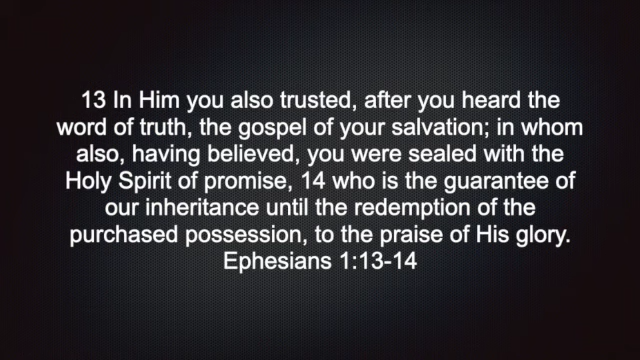 13 In Him you also trusted, after you heard the
word of truth, the gospel of your salvation; in whom
also, having believed, you were sealed with the
Holy Spirit of promise, 14 who is the guarantee of
our inheritance until the redemption of the
purchased possession, to the praise of His glory.
Ephesians 1:13-14